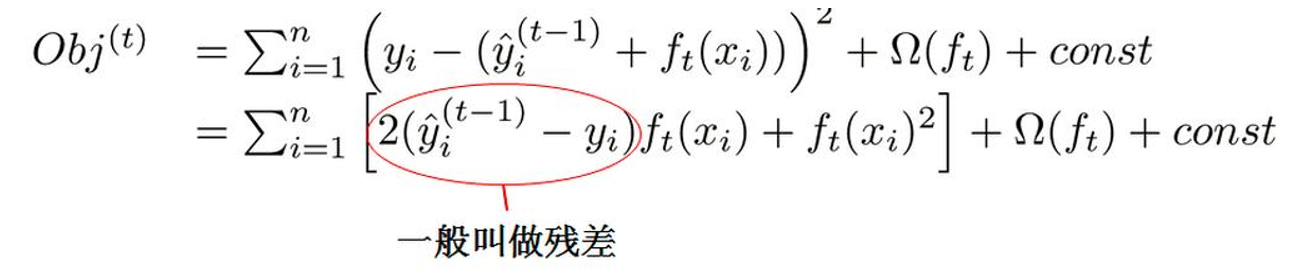 Obj^{(t)} = \sum_{i=1}^{n} \left( y_i - (\hat{y}_i^{(t-1)} + f_t(x_i)) \right)^2 + \Omega(f_t) + const
= \sum_{i=1}^{n} \left[ 2(\hat{y}_i^{(t-1)} - y_i) f_t(x_i) + f_t(x_i)^2 \right] + \Omega(f_t) + const
一般叫做残差